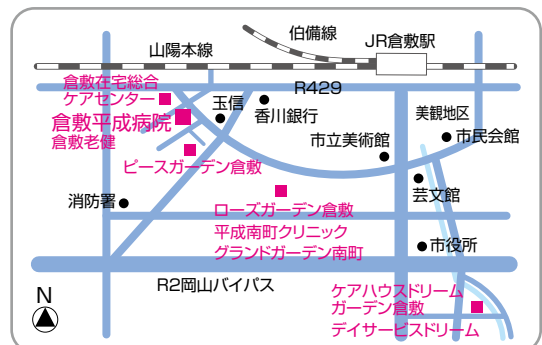 伯備線
山陽本線
JR倉敷駅
R429
倉敷在宅総合
ケアセンター
玉信
香川銀行
美観地区
倉敷平成病院
倉敷老健
市立美術館
市民会館
ピースガーデン倉敷
芸文館
消防署
ローズガーデン倉敷
平成南町クリニック
グランドガーデン南町
市役所
R2岡山バイパス
ケアハウスドリーム
ガーデン倉敷
デイサービスドリーム
N